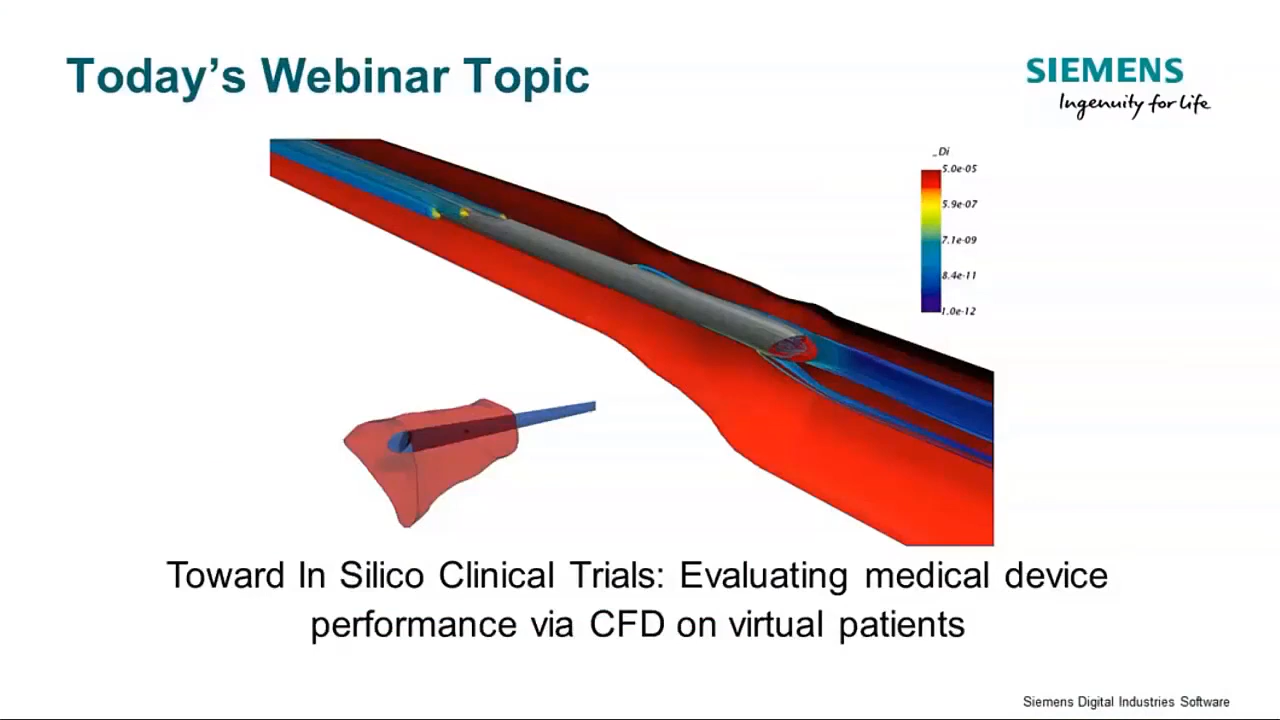 Today's Webinar Topic
SIEMENS
Ingenuity for life
_Di
5.0e-05
5.9e-07
7.1e-09
8.4e-11
1.0e-12
Toward In Silico Clinical Trials: Evaluating medical device
performance via CFD on virtual patients
Siemens Digital Industries Software